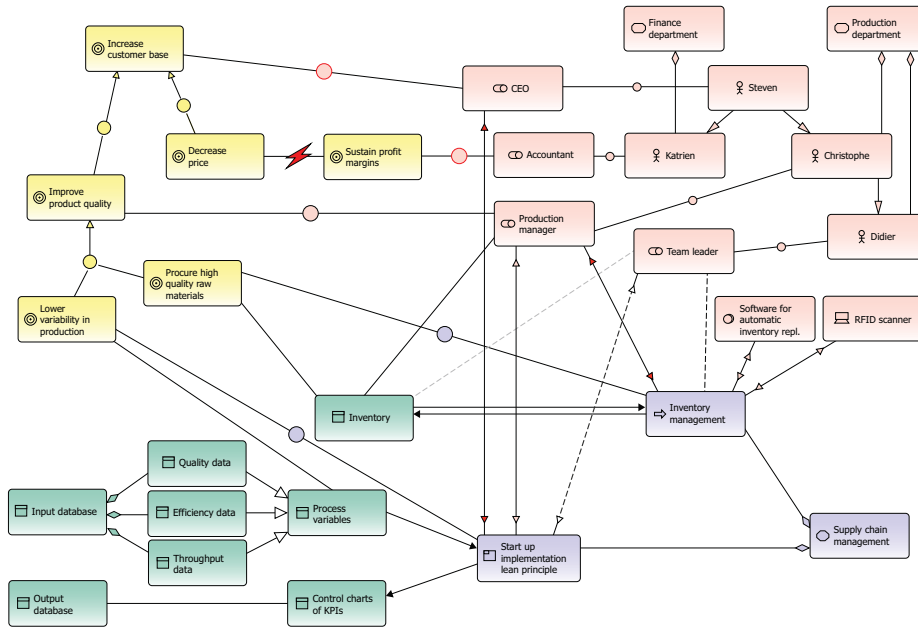 Increase
customer base
Finance
department
Production
department
CEO
Steven
Decrease
price
Sustain profit
margins
Accountant
Katrien
Christophe
Improve
product quality
Production
manager
Team leader
Didier
Procure high
quality raw
materials
Lower
variability in
production
Software for
automatic
inventory repl.
RFID scanner
Inventory
Inventory
management
Quality data
Input database
Efficiency data
Process
variables
Throughput
data
Start up
implementation
lean principle
Supply chain
management
Output
database
Control charts
of KPIs